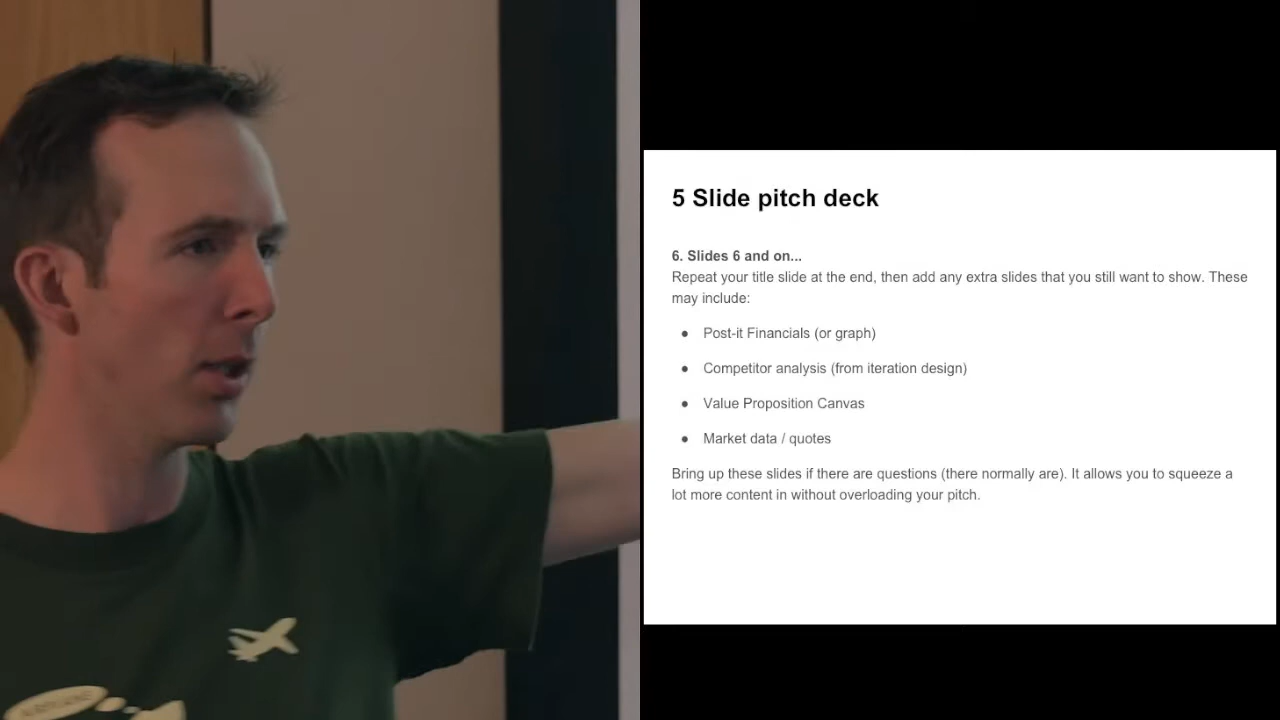 5 Slide pitch deck
6. Slides 6 and on...
Repeat your title slide at the end, then add any extra slides that you still want to show. These
may include:
● Post-it Financials (or graph)
● Competitor analysis (from iteration design)
● Value Proposition Canvas
● Market data / quotes
Bring up these slides if there are questions (there normally are). It allows you to squeeze a
lot more content in without overloading your pitch.